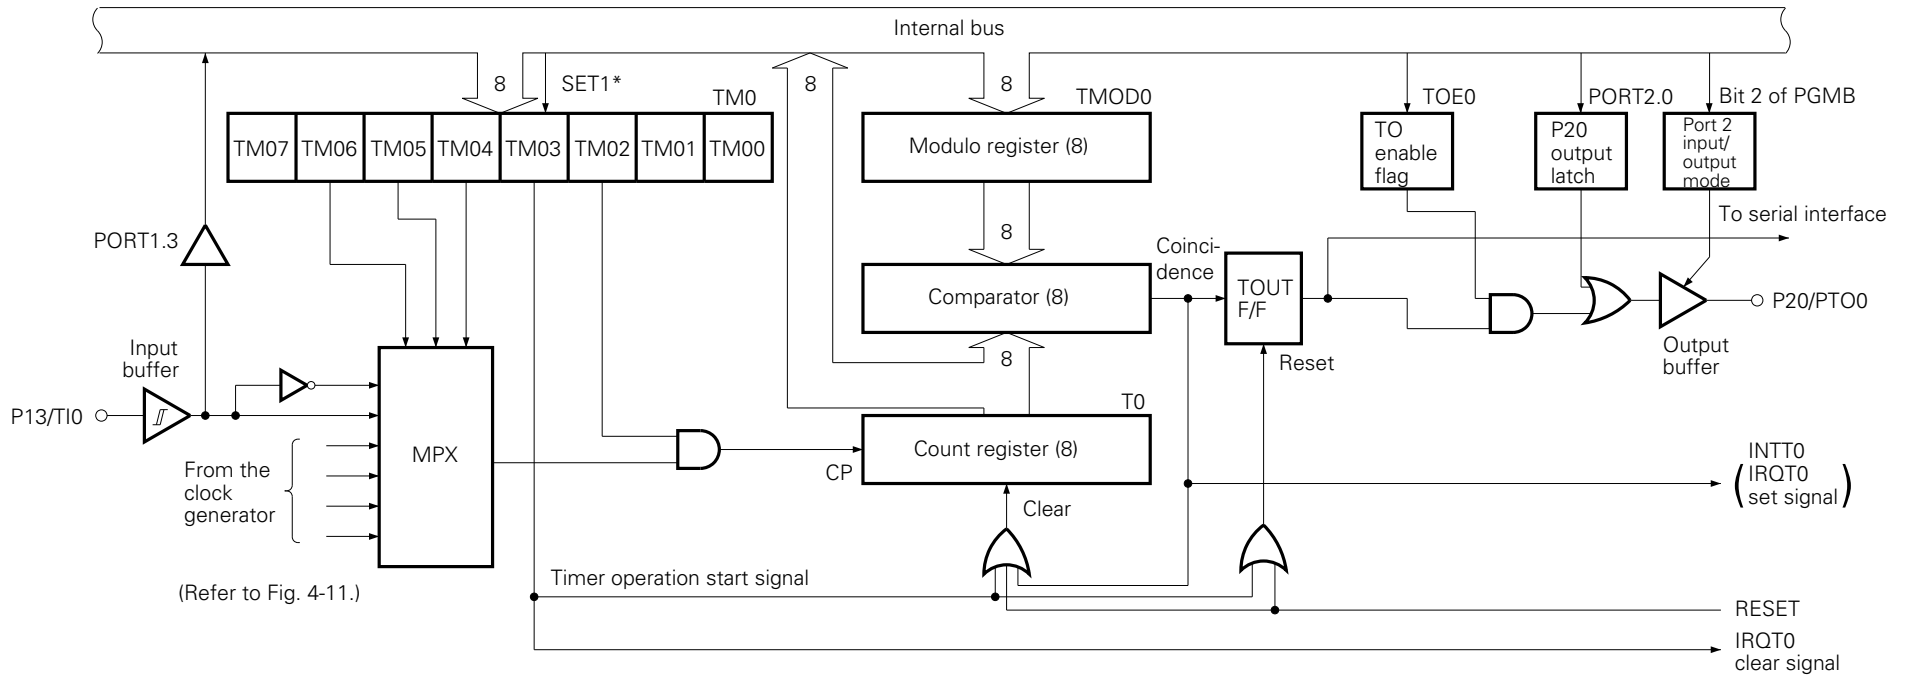 Internal bus
8
SET1*
8
8
TM0
TMOD0
TOE0
PORT2.0
Bit 2 of PGMB
TM07
TM06
TM05
TM04
TM03
TM02
TM01
TM00
Modulo register (8)
TO
enable
flag
P20
output
latch
Port 2
input/
output
mode
To serial interface
PORT1.3
8
Coinci-
dence
Comparator (8)
TOUT
F/F
P20/PTO0
Input
buffer
8
Reset
Output
buffer
P13/TI0
T0
MPX
Count register (8)
CP
From the
clock
generator
INTT0
(IRQT0
set signal)
Clear
(Refer to Fig. 4-11.)
Timer operation start signal
RESET
IRQT0
clear signal